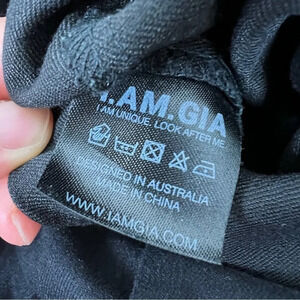 I.AM.GIA
I AM UNIQUE. LOOK AFTER ME.
DESIGNED IN AUSTRALIA
MADE IN CHINA
WWW.IAMGIA.COM